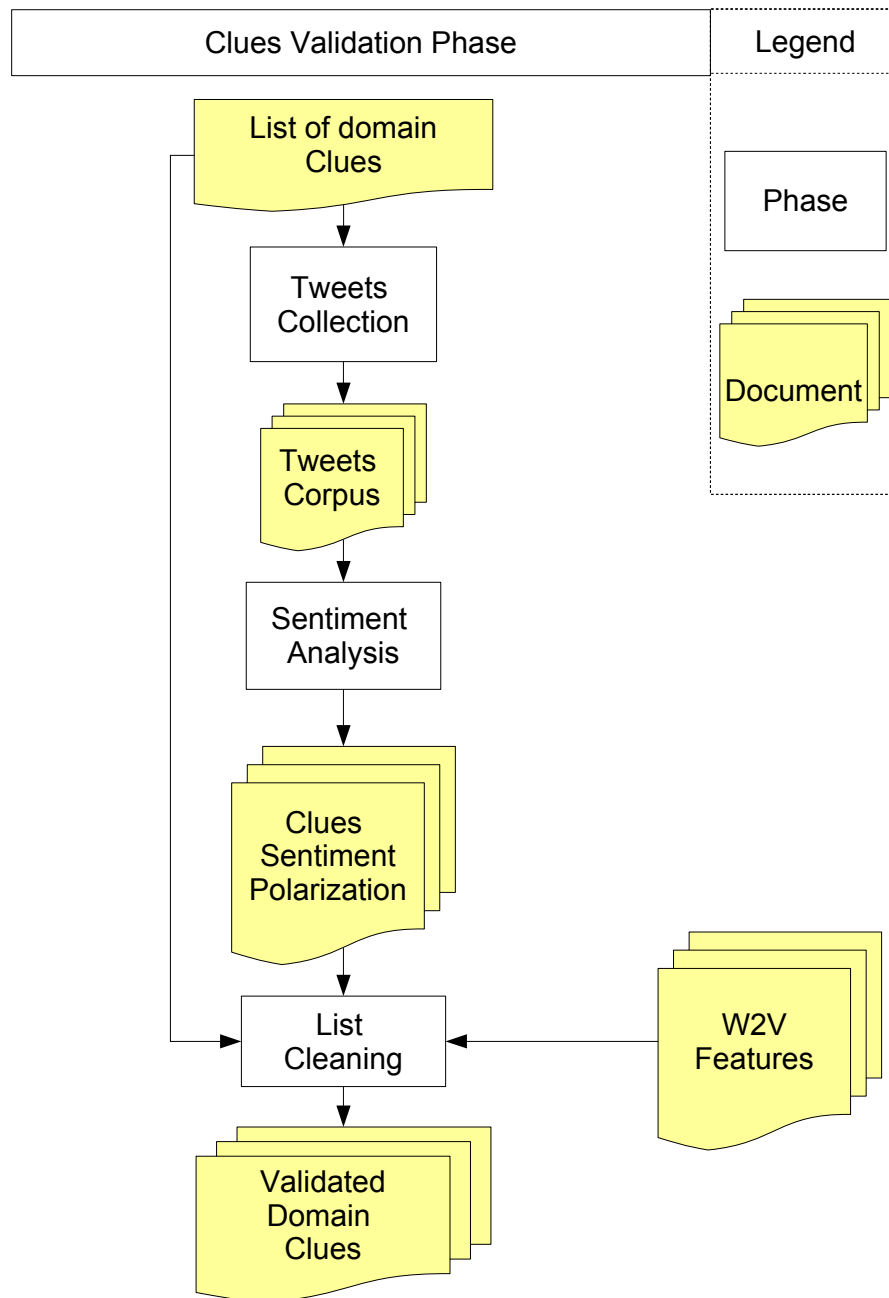 Clues Validation Phase
Legend
List of domain
Clues
Phase
Tweets
Collection
Document
Tweets
Corpus
Sentiment
Analysis
Clues
Sentiment
Polarization
List
Cleaning
W2V
Features
Validated
Domain
Clues